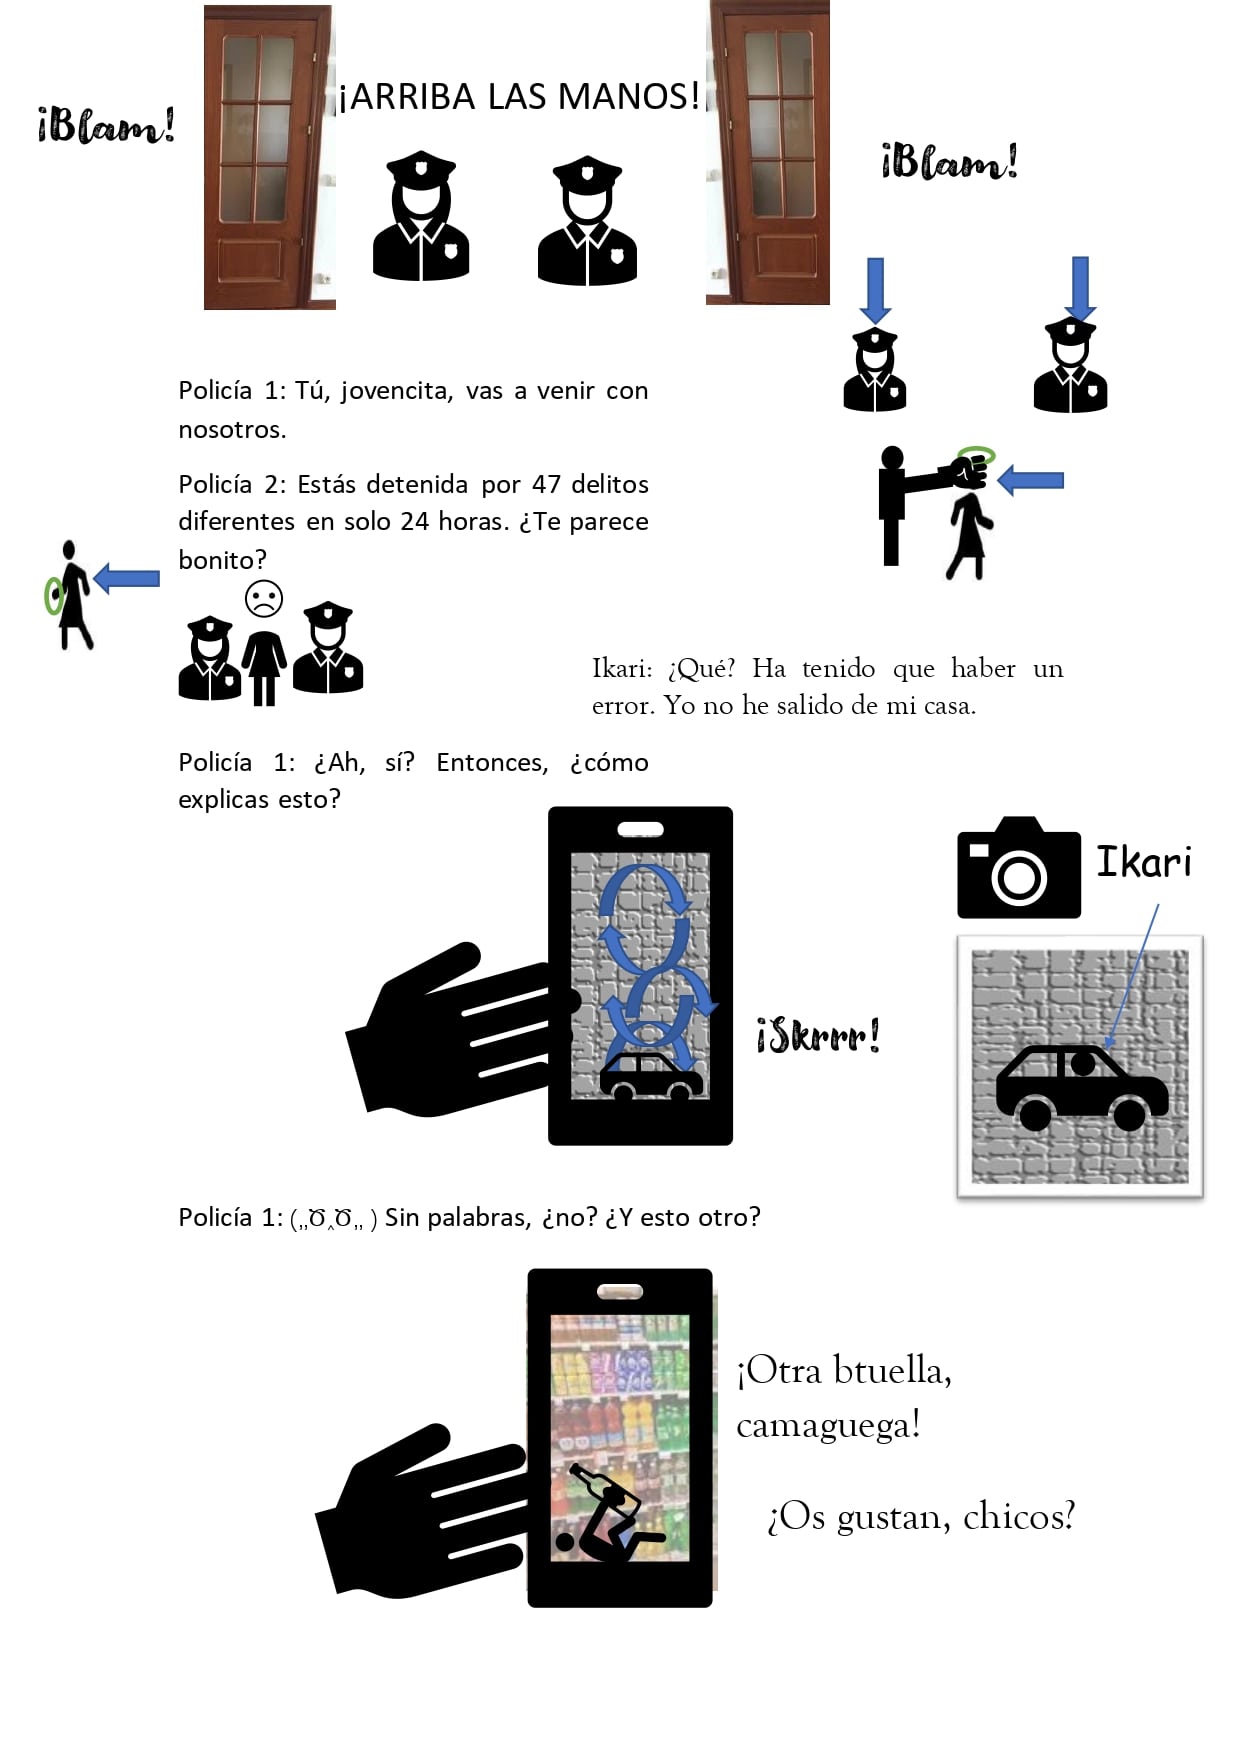 ¡ARRIBA LAS MANOS!
¡Blam!
¡Blam!
Policía 1: Tú, jovencita, vas a venir con
nosotros.
Policía 2: Estás detenida por 47 delitos
diferentes en solo 24 horas. ¿Te parece
bonito?
Ikari: ¿Qué? Ha tenido que haber un
error. Yo no he salido de mi casa.
Policía 1: ¿Ah, sí? Entonces, ¿cómo
explicas esto?
Ikari
¡Skrrr!
Policía 1: („Ծ‸Ծ„ ) Sin palabras, ¿no? ¿Y esto otro?
¡Otra btuella,
camaguega!
¿Os gustan, chicos?